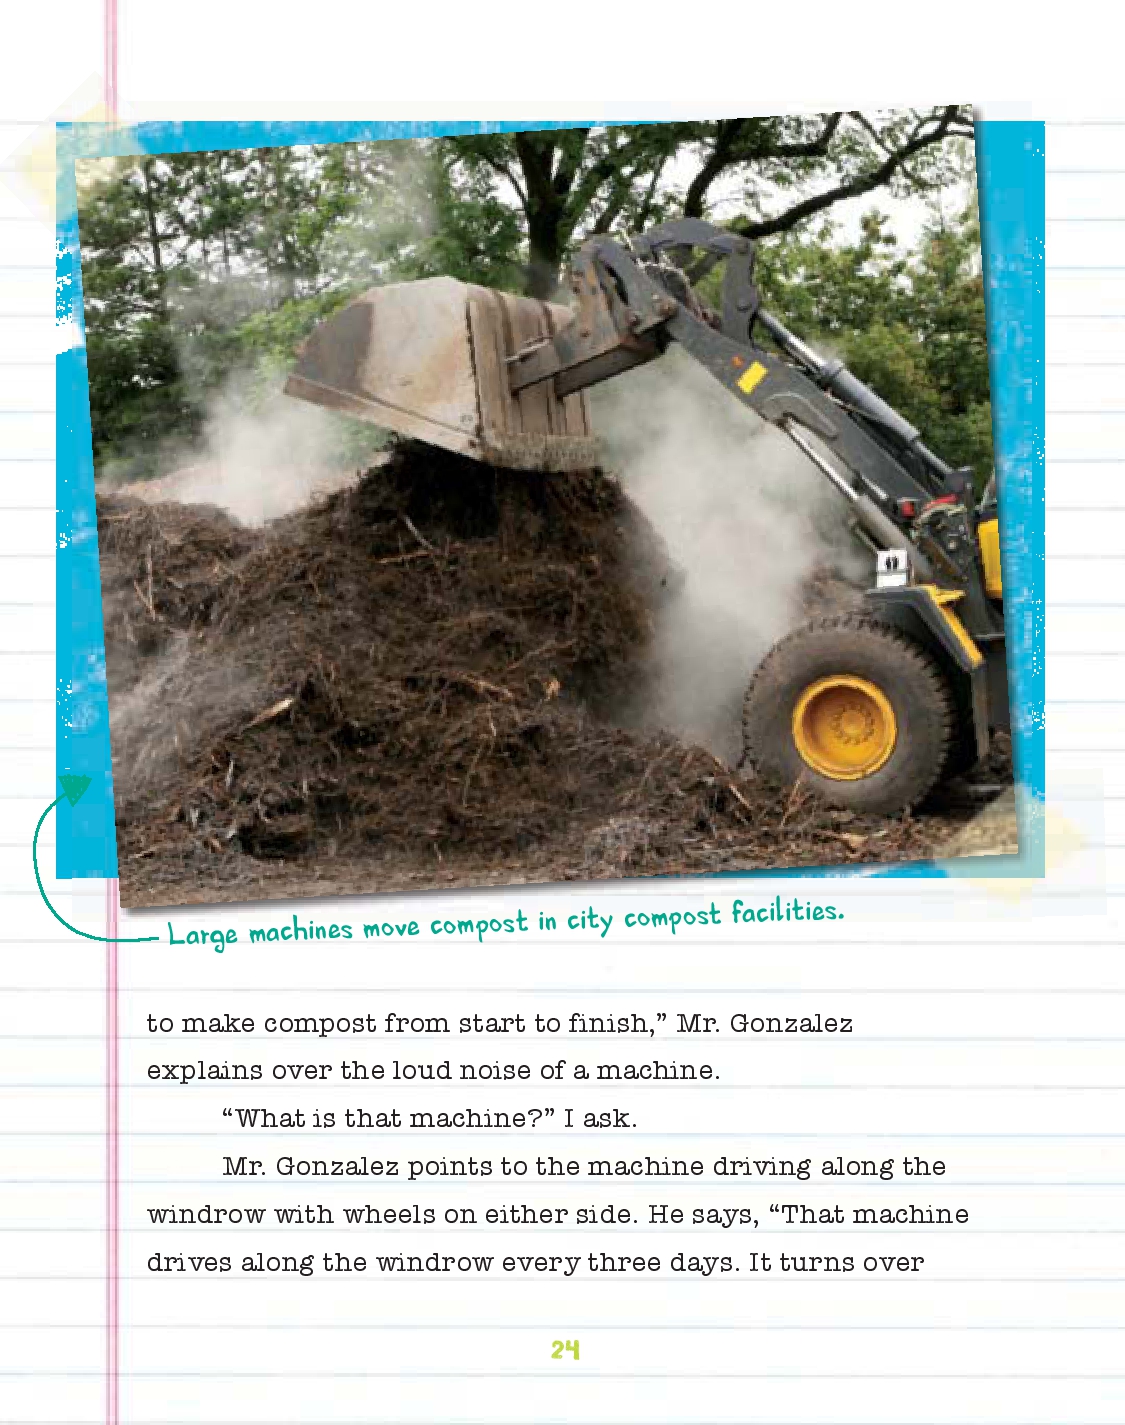 Large machines move compost in city compost facilities.
to make compost from start to finish,” Mr. Gonzalez
explains over the loud noise of a machine.
“What is that machine?” I ask.
Mr. Gonzalez points to the machine driving along the
windrow with wheels on either side. He says, “That machine
drives along the windrow every three days. It turns over
24